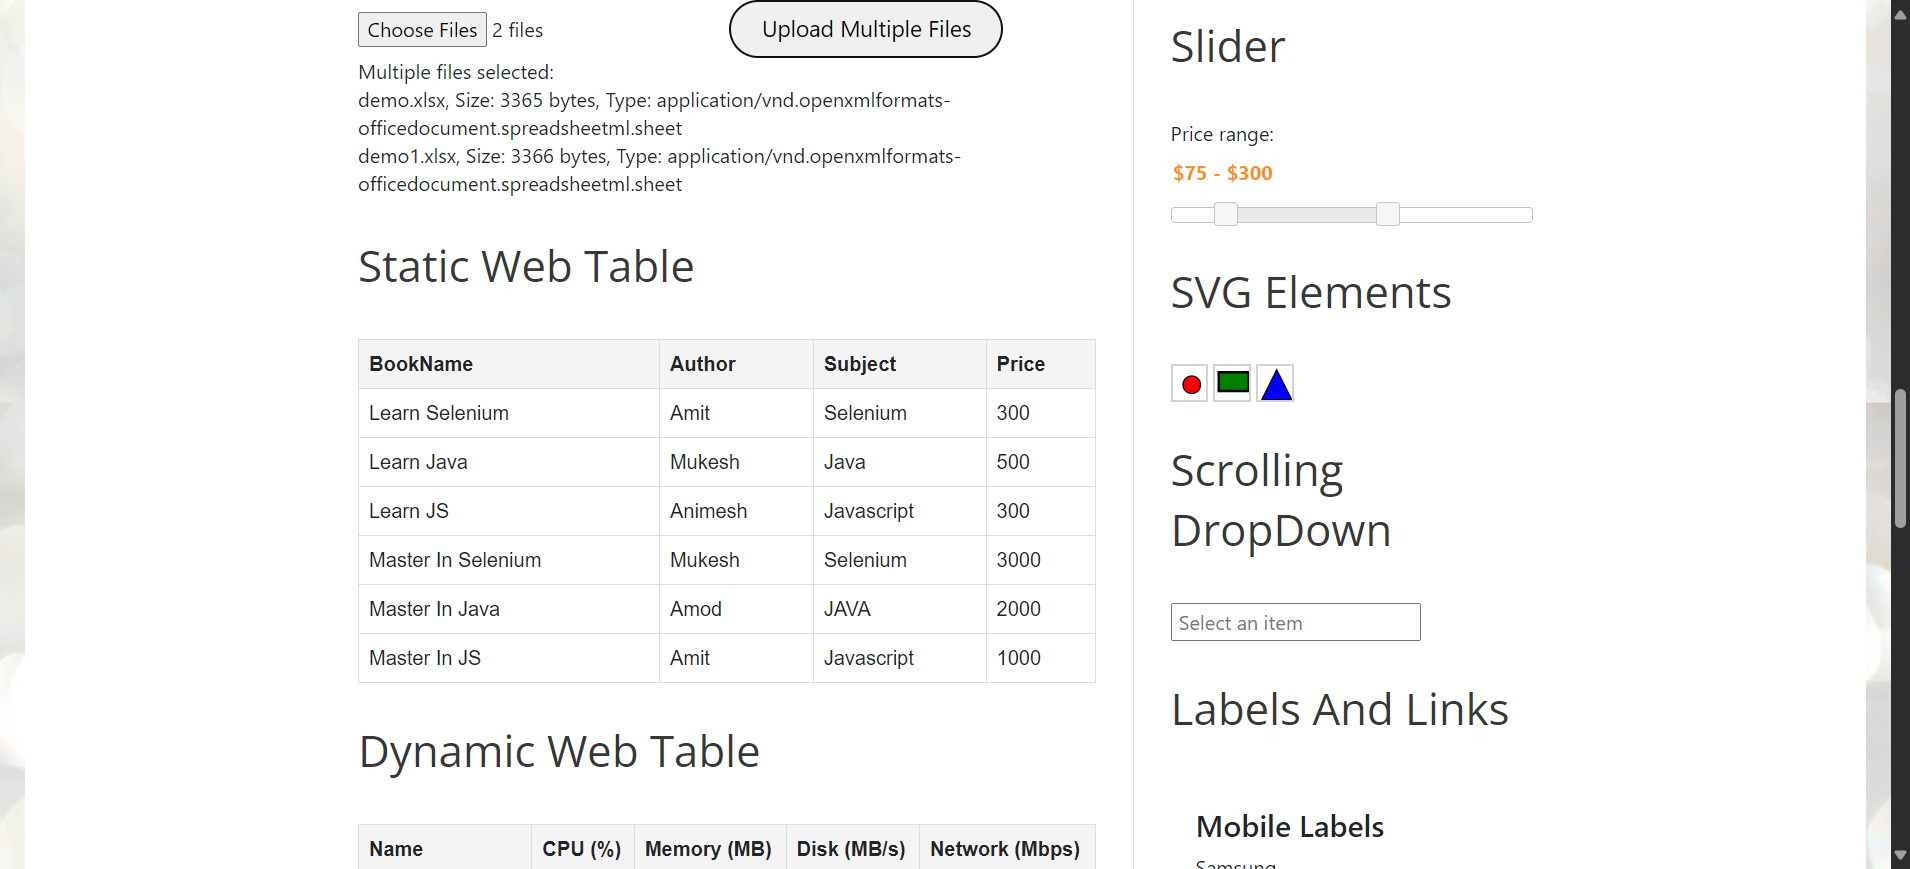 Choose Files 2 files
Upload Multiple Files
Multiple files selected:
demo.xlsx, Size: 3365 bytes, Type: application/vnd.openxmlformats-
officedocument.spreadsheetml.sheet
demo1.xlsx, Size: 3366 bytes, Type: application/vnd.openxmlformats-
officedocument.spreadsheetml.sheet
Static Web Table
BookName Author Subject Price
Learn Selenium Amit Selenium 300
Learn Java Mukesh Java 500
Learn JS Animesh Javascript 300
Master In Selenium Mukesh Selenium 3000
Master In Java Amod JAVA 2000
Master In JS Amit Javascript 1000
Dynamic Web Table
Name CPU (%) Memory (MB) Disk (MB/s) Network (Mbps)
Slider
Price range:
$75 - $300
SVG Elements
Scrolling
DropDown
Select an item
Labels And Links
Mobile Labels
Samsung